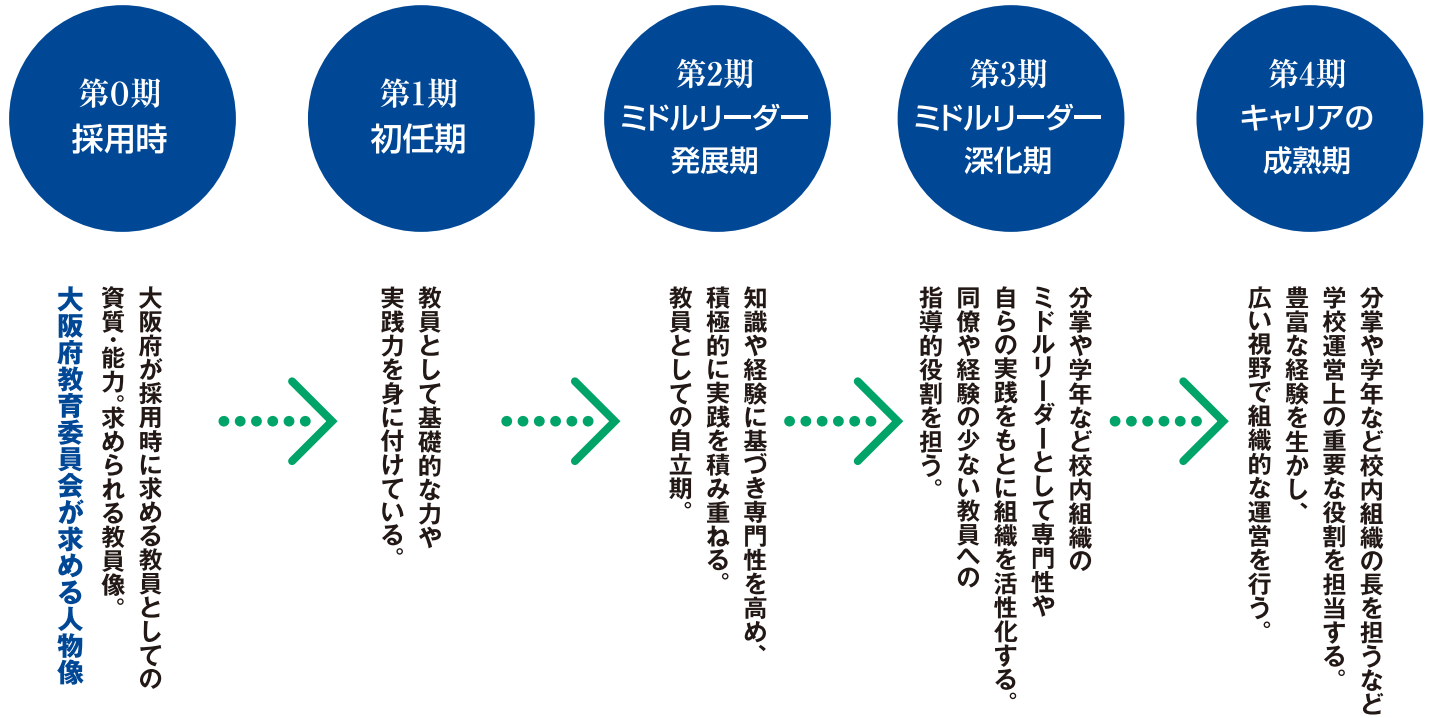 第0期
採用時
大阪府が採用時に求める教員としての
資質・能力。求められる教員像。
大阪府教育委員会が求める人物像
第1期
初任期
教員として基礎的な力や
実践力を身に付けている。
第2期
ミドルリーダー
発展期
知識や経験に基づき専門性を高め、
積極的に実践を積み重ねる。
教員としての自立期。
第3期
ミドルリーダー
深化期
分掌や学年など校内組織の
ミドルリーダーとして専門性や
自らの実践をもとに組織を活性化する。
同僚や経験の少ない教員への
指導的役割を担う。
第4期
キャリアの
成熟期
分掌や学年など校内組織の長を担うなど
学校運営上の重要な役割を担当する。
豊富な経験を生かし、
広い視野で組織的な運営を行う。